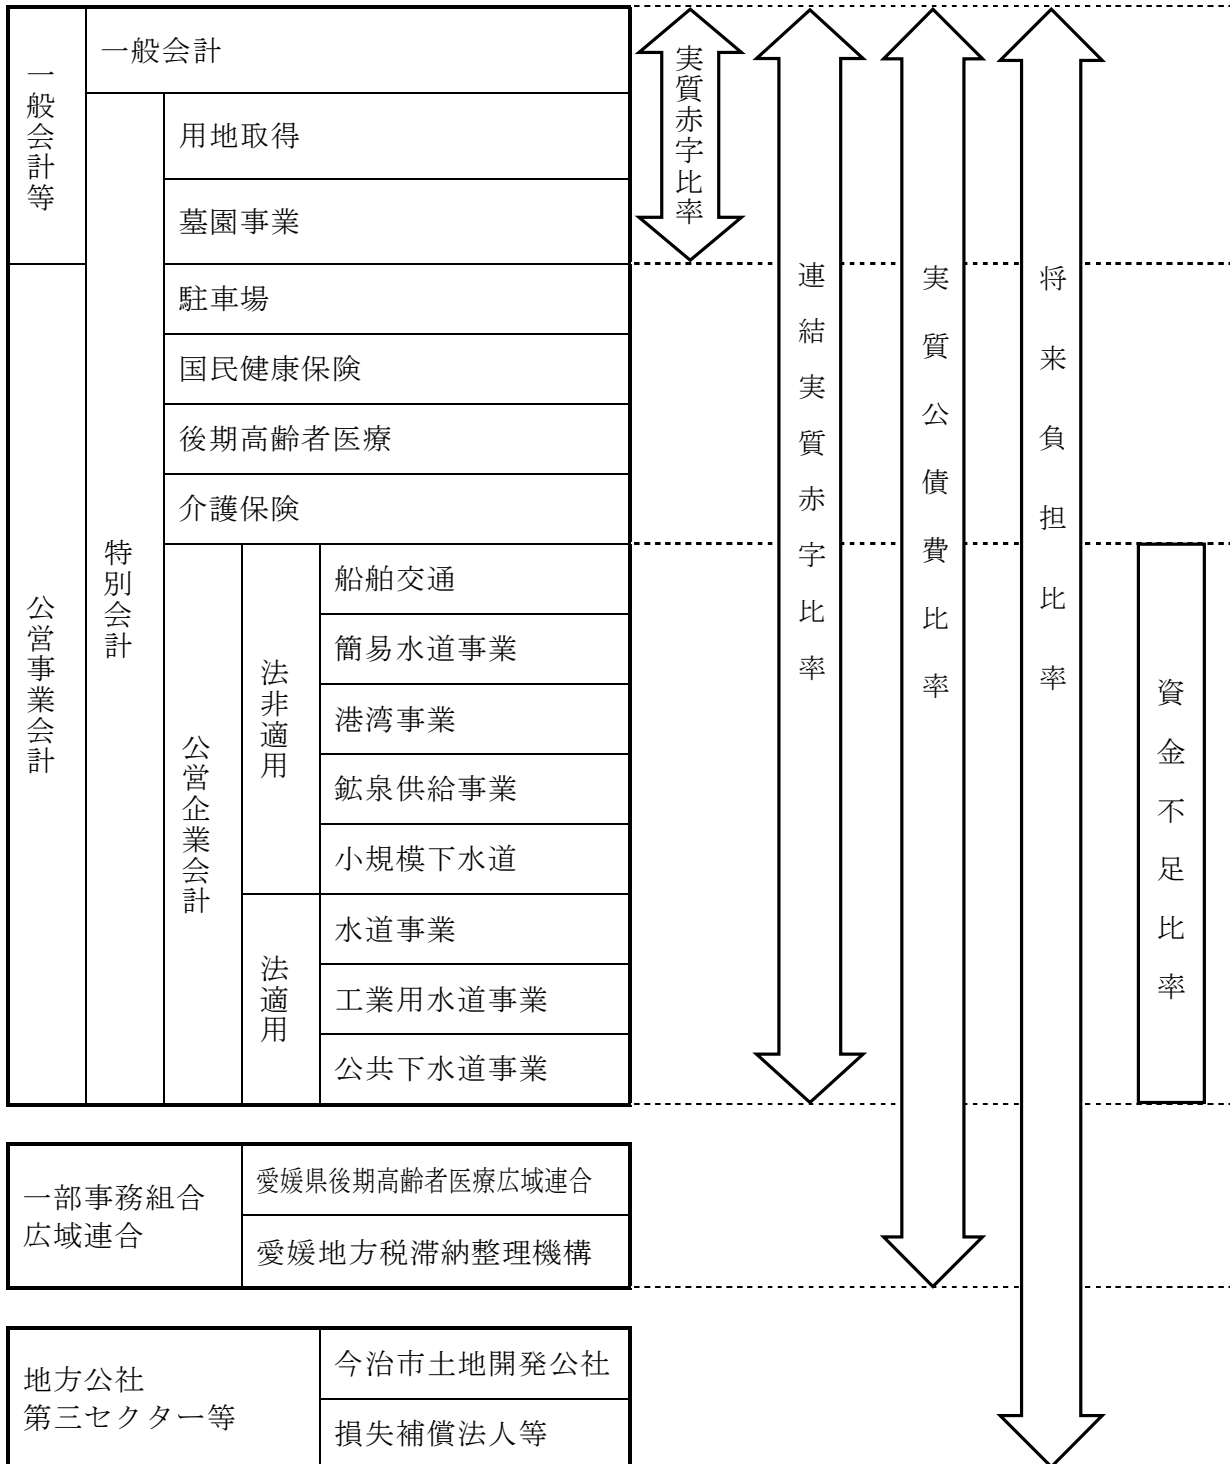 一般会計等
一般会計
特別会計
用地取得
墓園事業
公営事業会計
駐車場
国民健康保険
後期高齢者医療
介護保険
公営企業会計
法非適用
船舶交通
簡易水道事業
港湾事業
鉱泉供給事業
小規模下水道
法適用
水道事業
工業用水道事業
公共下水道事業
実質赤字比率
連結実質赤字比率
実質公債費比率
将来負担比率
資金不足比率
一部事務組合
広域連合
愛媛県後期高齢者医療広域連合
愛媛地方税滞納整理機構
地方公社
第三セクター等
今治市土地開発公社
損失補償法人等